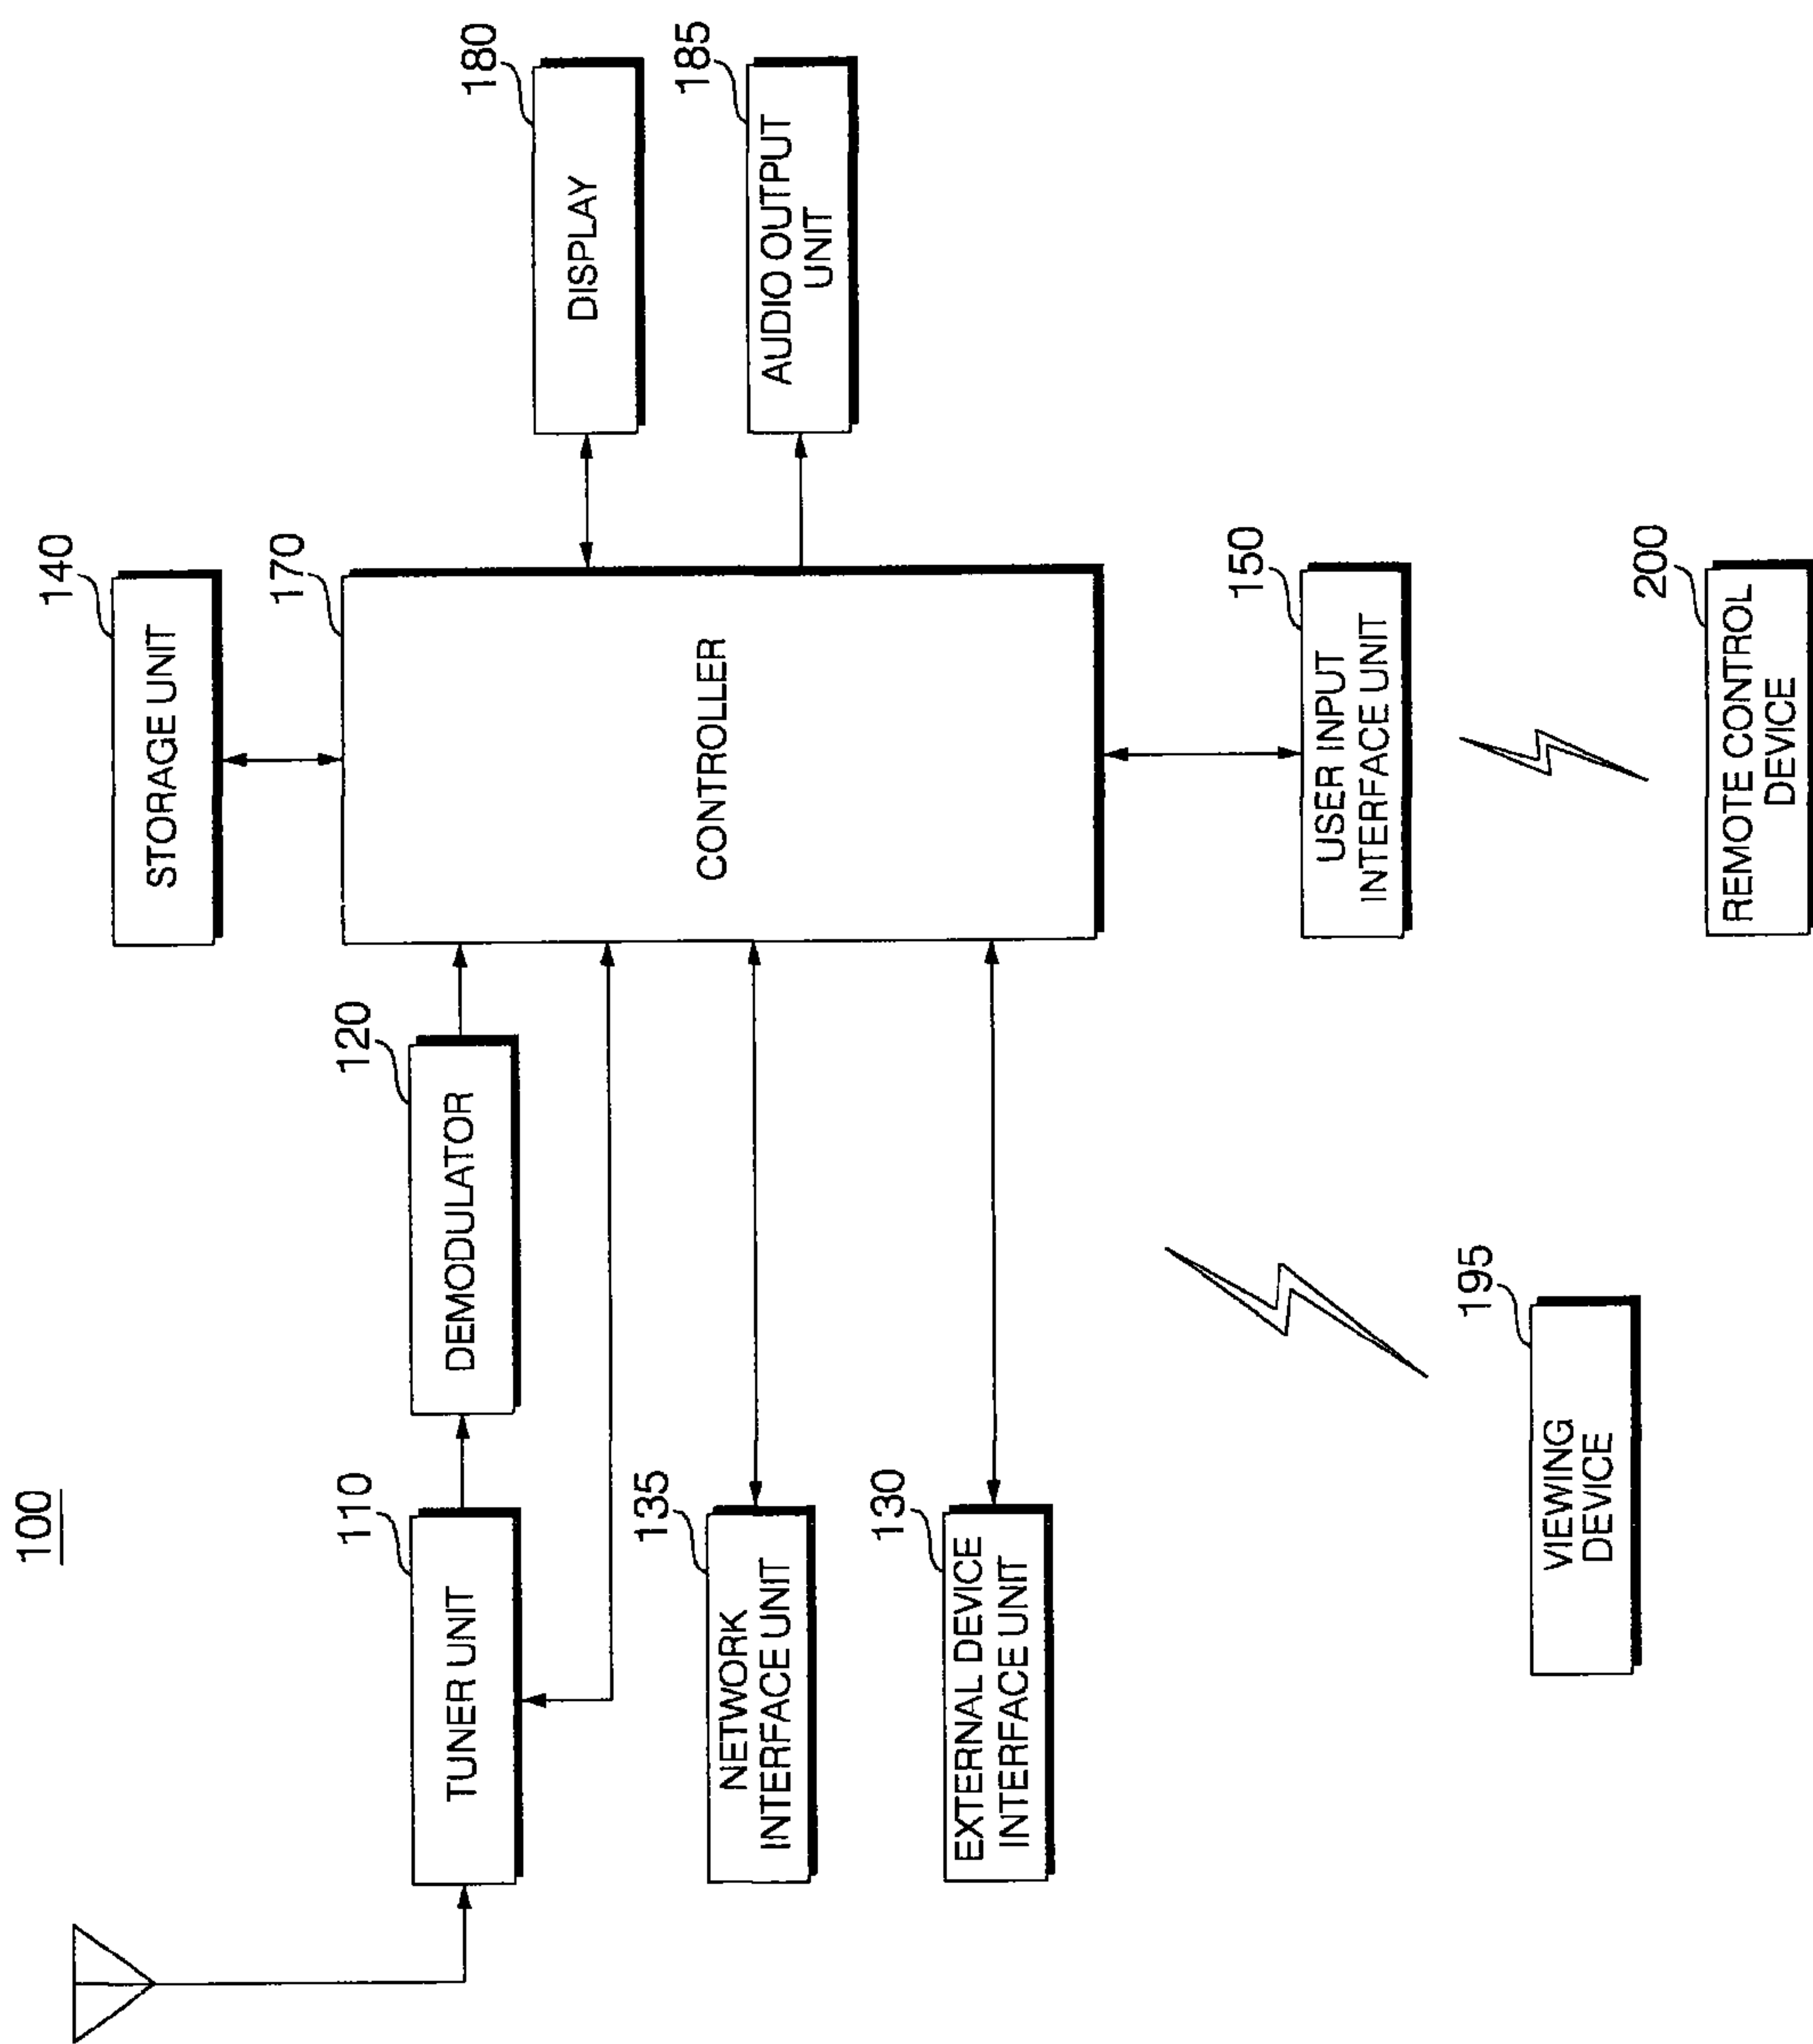 100
140
STORAGE UNIT
110
TUNER UNIT
120
DEMODULATOR
170
CONTROLLER
180
DISPLAY
185
AUDIO OUTPUT
UNIT
135
NETWORK
INTERFACE UNIT
130
EXTERNAL DEVICE
INTERFACE UNIT
150
USER INPUT
INTERFACE UNIT
195
VIEWING
DEVICE
200
REMOTE CONTROL
DEVICE